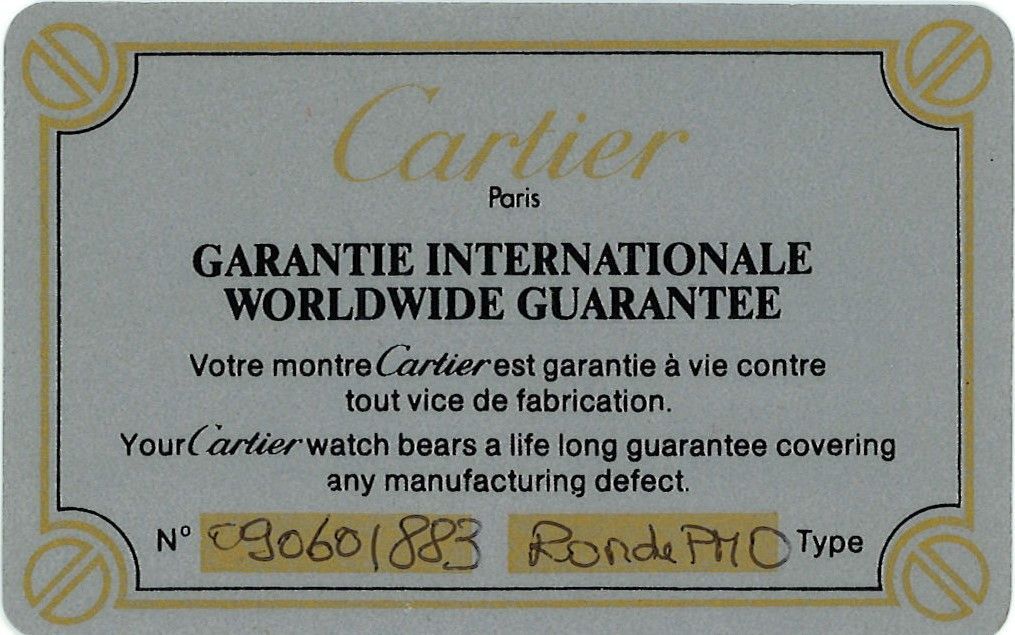 Cartier
Paris
GARANTIE INTERNATIONALE
WORLDWIDE GUARANTEE
Votre montre Cartier est garantie à vie contre
tout vice de fabrication.
Your Cartier watch bears a life long guarantee covering
any manufacturing defect.
Nº 090601883 Ronde PM Type